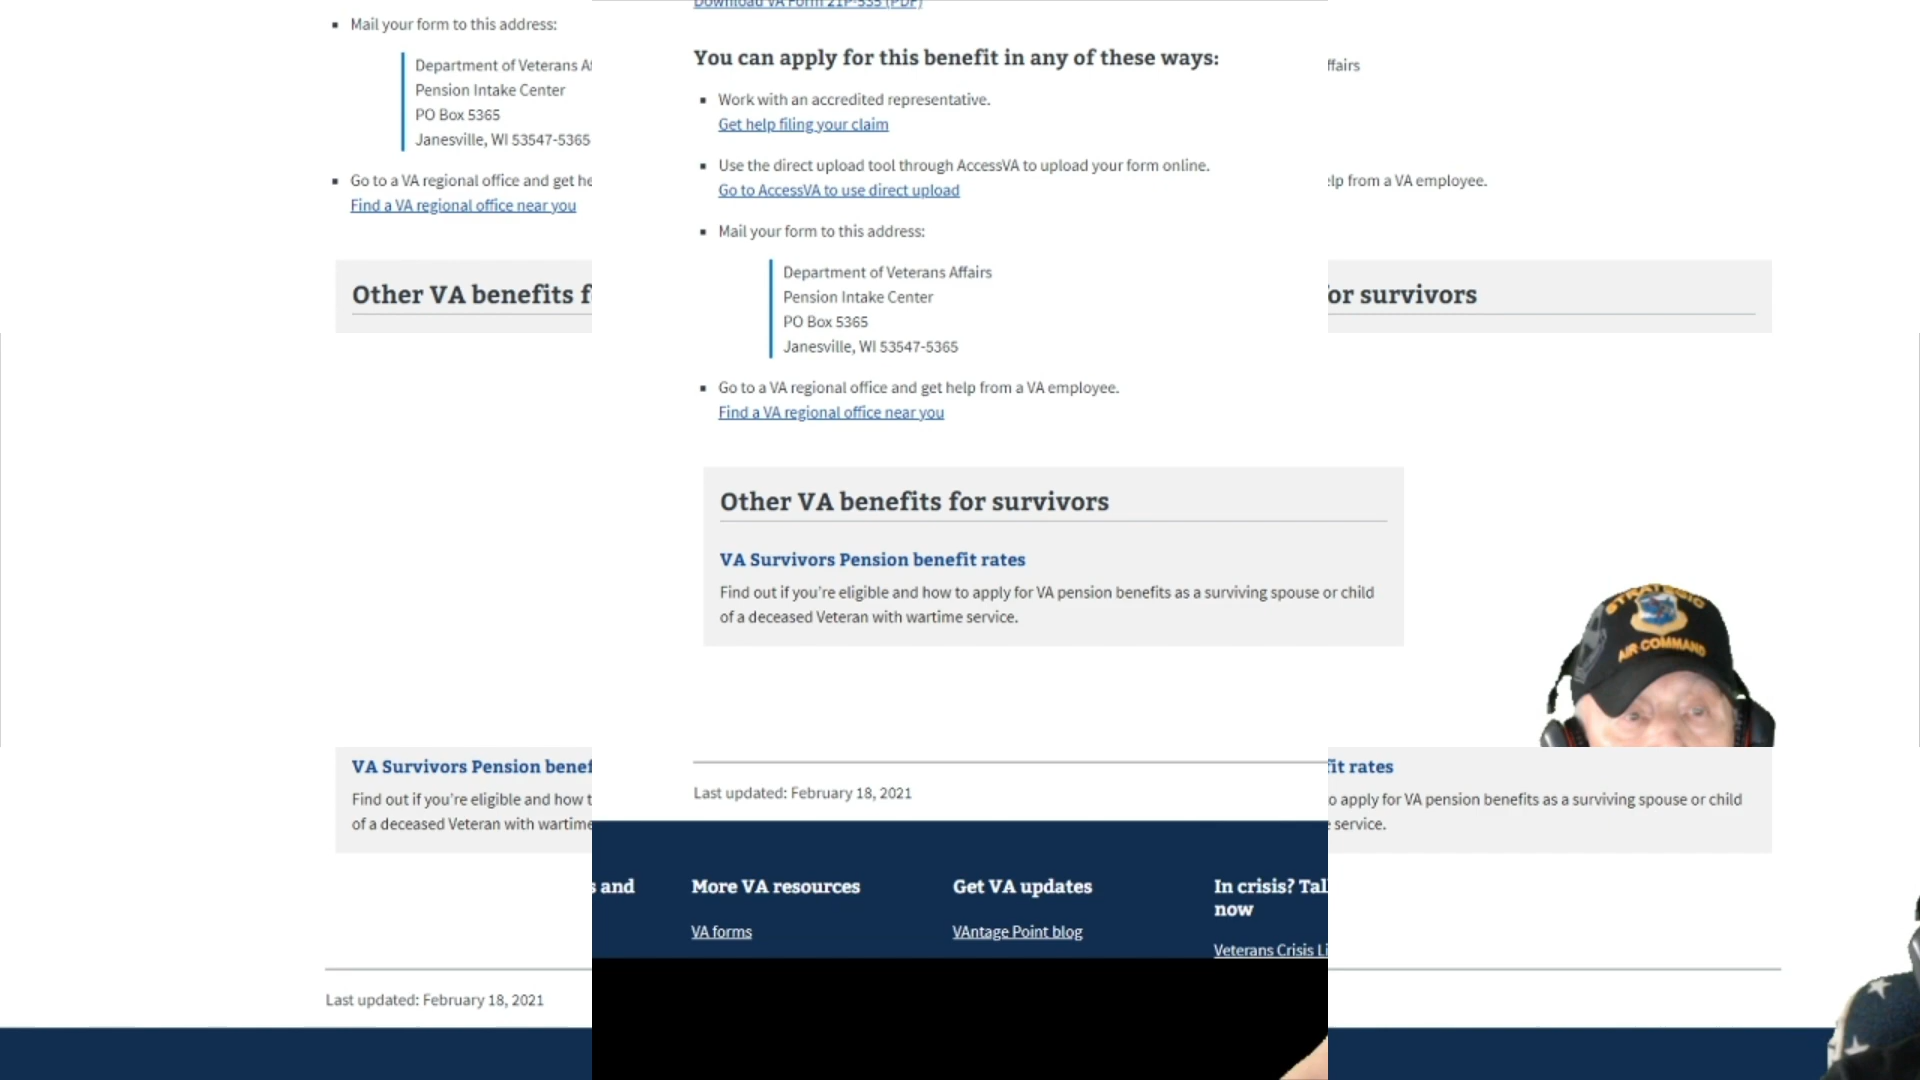 Mail your form to this address:
Department of Veterans Af
Pension Intake Center
PO Box 5365
Janesville, WI 53547-5365
Go to a VA regional office and get he
Find a VA regional office near you
Other VA benefits f
VA Survivors Pension benef
Find out if you're eligible and how t
of a deceased Veteran with wartime
Last updated: February 18, 2021
Download VA Form 21P-535 (PDF)
You can apply for this benefit in any of these ways:
Work with an accredited representative.
Get help filing your claim
Use the direct upload tool through AccessVA to upload your form online.
Go to AccessVA to use direct upload
Mail your form to this address:
Department of Veterans Affairs
Pension Intake Center
PO Box 5365
Janesville, WI 53547-5365
Go to a VA regional office and get help from a VA employee.
Find a VA regional office near you
Other VA benefits for survivors
VA Survivors Pension benefit rates
Find out if you're eligible and how to apply for VA pension benefits as a surviving spouse or child
of a deceased Veteran with wartime service.
Last updated: February 18, 2021
s and
More VA resources
VA forms
Get VA updates
VAntage Point blog
In crisis? Tal
now
Veterans Crisis Li
ffairs
lp from a VA employee.
or survivors
STRATEGIC
AIR COMMAND
fit rates
o apply for VA pension benefits as a surviving spouse or child
service.